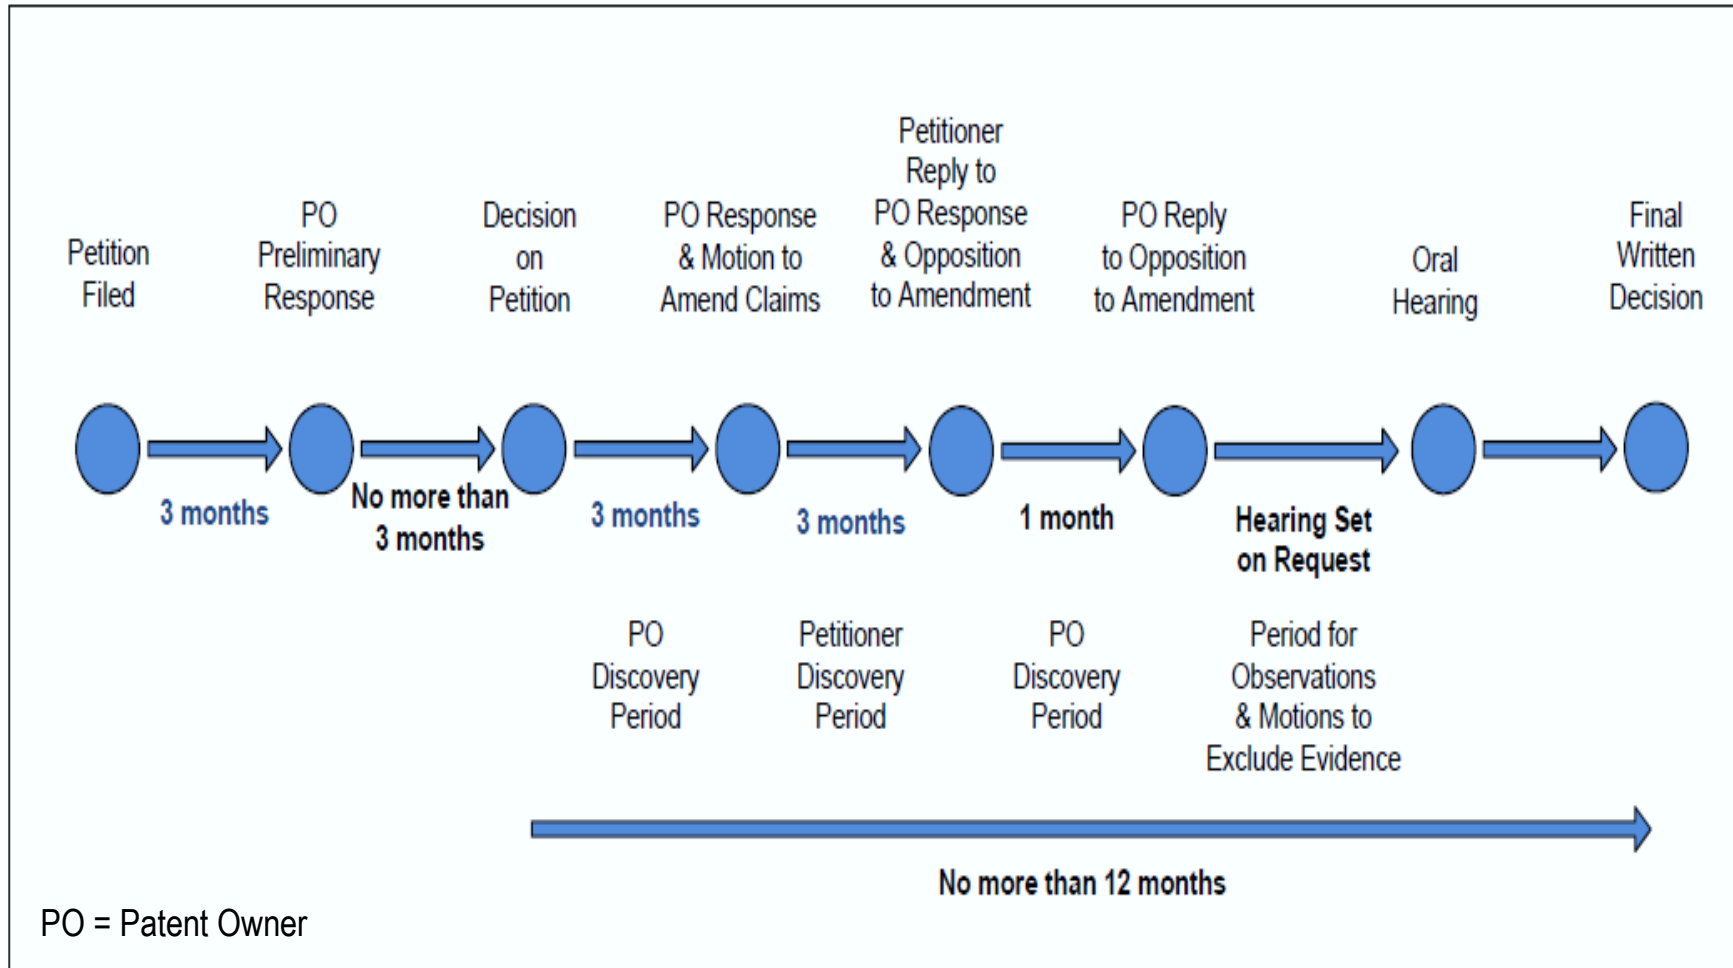 Petition
Filed
PO
Preliminary
Response
Decision
on
Petition
PO Response
& Motion to
Amend Claims
Petitioner
Reply to
PO Response
& Opposition
to Amendment
PO Reply
to Opposition
to Amendment
Oral
Hearing
Final
Written
Decision
3 months
No more than
3 months
3 months
3 months
1 month
Hearing Set
on Request
PO
Discovery
Period
Petitioner
Discovery
Period
PO
Discovery
Period
Period for
Observations
& Motions to
Exclude Evidence
No more than 12 months
PO = Patent Owner